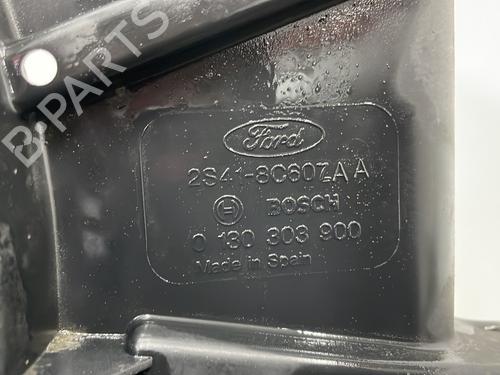 Ford
2S41-8C607AA
BOSCH
0 130 303 900
Made in Spain
B-PARTS